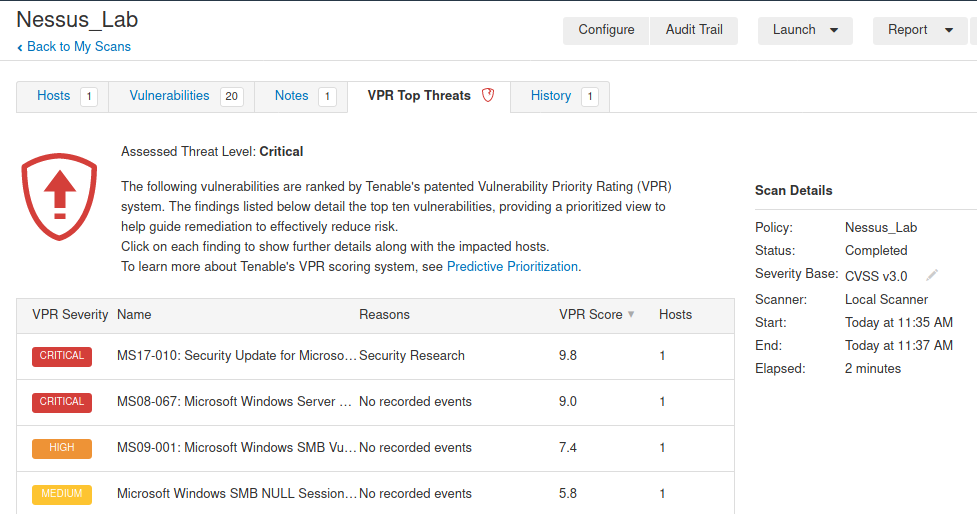 Nessus_Lab
‹ Back to My Scans
Configure Audit Trail Launch ▼ Report ▼
Hosts 1 Vulnerabilities 20 Notes 1 VPR Top Threats History 1
Assessed Threat Level: Critical
The following vulnerabilities are ranked by Tenable's patented Vulnerability Priority Rating (VPR)
system. The findings listed below detail the top ten vulnerabilities, providing a prioritized view to
help guide remediation to effectively reduce risk.
Click on each finding to show further details along with the impacted hosts.
To learn more about Tenable's VPR scoring system, see Predictive Prioritization.
VPR Severity Name Reasons VPR Score ▼ Hosts
CRITICAL MS17-010: Security Update for Microso... Security Research 9.8 1
CRITICAL MS08-067: Microsoft Windows Server ... No recorded events 9.0 1
HIGH MS09-001: Microsoft Windows SMB Vu... No recorded events 7.4 1
MEDIUM Microsoft Windows SMB NULL Session... No recorded events 5.8 1
Scan Details
Policy: Nessus_Lab
Status: Completed
Severity Base: CVSS v3.0
Scanner: Local Scanner
Start: Today at 11:35 AM
End: Today at 11:37 AM
Elapsed: 2 minutes